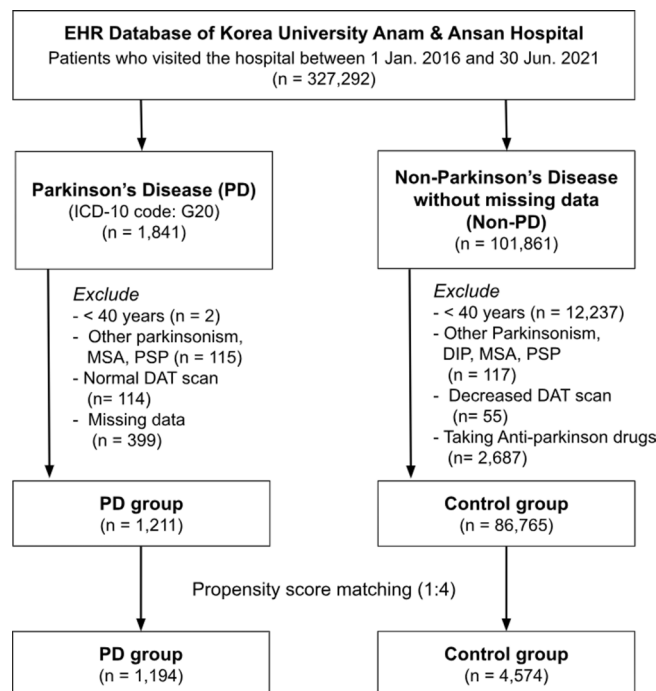 EHR Database of Korea University Anam & Ansan Hospital
Patients who visited the hospital between 1 Jan. 2016 and 30 Jun. 2021
(n = 327,292)
Parkinson's Disease (PD)
(ICD-10 code: G20)
(n = 1,841)
Non-Parkinson's Disease
without missing data
(Non-PD)
(n = 101,861)
Exclude
- < 40 years (n = 2)
- Other parkinsonism,
MSA, PSP (n = 115)
- Normal DAT scan
(n= 114)
- Missing data
(n = 399)
Exclude
- < 40 years (n = 12,237)
- Other Parkinsonism,
DIP, MSA, PSP
(n = 117)
- Decreased DAT scan
(n= 55)
- Taking Anti-parkinson drugs
(n= 2,687)
PD group
(n = 1,211)
Control group
(n = 86,765)
Propensity score matching (1:4)
PD group
(n = 1,194)
Control group
(n = 4,574)